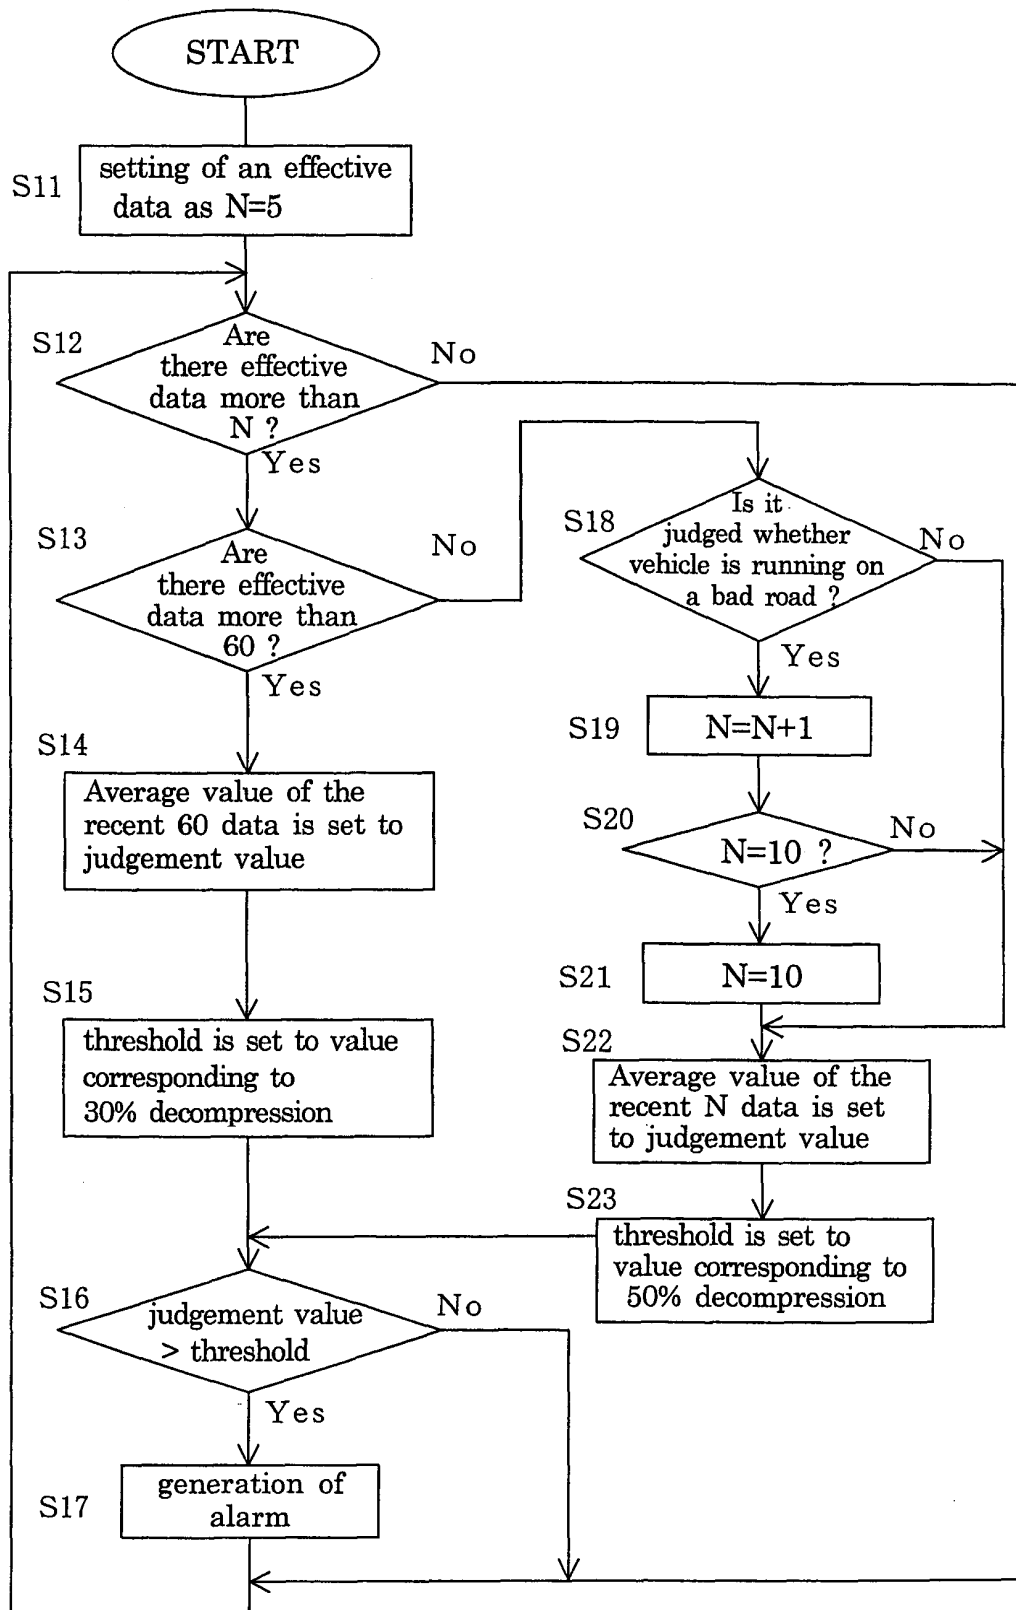 START
S11
setting of an effective
data as N=5
S12
Are
there effective
data more than
N ?
No
Yes
S13
Are
there effective
data more than
60 ?
No
Yes
S14
Average value of the
recent 60 data is set to
judgement value
S15
threshold is set to value
corresponding to
30% decompression
S16
judgement value
> threshold
No
Yes
S17
generation of
alarm
S18
Is it
judged whether
vehicle is running on
a bad road ?
No
Yes
S19
N=N+1
S20
N=10 ?
No
Yes
S21
N=10
S22
Average value of the
recent N data is set
to judgement value
S23
threshold is set to
value corresponding to
50% decompression